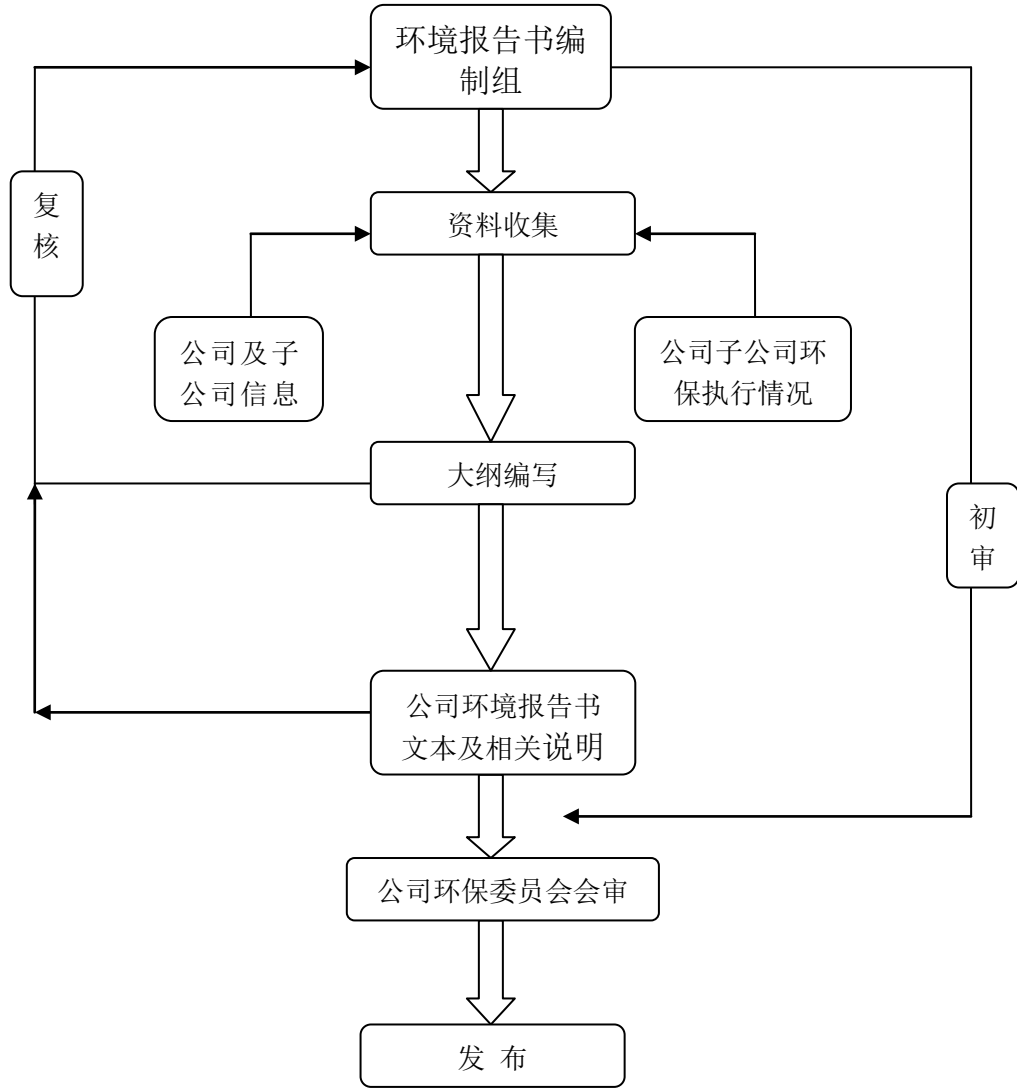 环境报告书编
制组
复
核
资料收集
公司及子
公司信息
公司子公司环
保执行情况
大纲编写
初
审
公司环境报告书
文本及相关说明
公司环保委员会会审
发 布